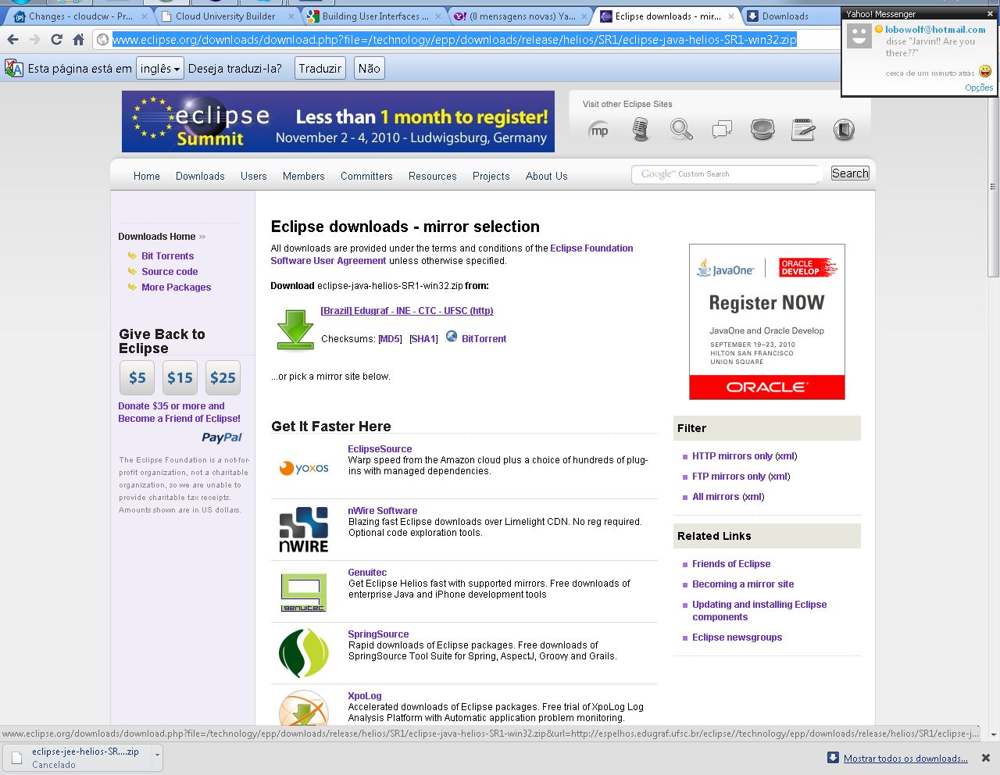 Changes - cloudcw - Pr...
Cloud University Builder
Building User Interfaces ...
Y! (0 mensagens novas) Ya...
Eclipse downloads - mirr...
Downloads
www.eclipse.org/downloads/download.php?file=/technology/epp/downloads/release/helios/SR1/eclipse-java-helios-SR1-win32.zip
Yahoo! Messenger
lobowolf@hotmail.com
disse "Jarvin!! Are you
there??"
cerca de um minuto atrás
Opções
Esta página está em inglês Deseja traduzi-la? Traduzir Não
eclipse
Summit
Less than 1 month to register!
November 2 - 4, 2010 - Ludwigsburg, Germany
Visit other Eclipse Sites
mp
Home Downloads Users Members Committers Resources Projects About Us
Google™ Custom Search
Search
Downloads Home »
Bit Torrents
Source code
More Packages
Give Back to
Eclipse
$5 $15 $25
Donate $35 or more and
Become a Friend of Eclipse!
PayPal
The Eclipse Foundation is a not-for-
profit organization, not a charitable
organization, so we are unable to
provide charitable tax receipts.
Amounts shown are in US dollars.
Eclipse downloads - mirror selection
All downloads are provided under the terms and conditions of the Eclipse Foundation
Software User Agreement unless otherwise specified.
Download eclipse-java-helios-SR1-win32.zip from:
[Brazil] Edugraf - INE - CTC - UFSC (http)
Checksums: [MD5] [SHA1] BitTorrent
...or pick a mirror site below.
Get It Faster Here
yoxos
EclipseSource
Warp speed from the Amazon cloud plus a choice of hundreds of plug-
ins with managed dependencies.
nWIRE
nWire Software
Blazing fast Eclipse downloads over Limelight CDN. No reg required.
Optional code exploration tools.
genuitec
Genuitec
Get Eclipse Helios fast with supported mirrors. Free downloads of
enterprise Java and iPhone development tools
SpringSource
Rapid downloads of Eclipse packages. Free downloads of
SpringSource Tool Suite for Spring, AspectJ, Groovy and Grails.
XpoLog
Accelerated downloads of Eclipse packages. Free trial of XpoLog Log
Analysis Platform with Automatic application problem monitoring.
JavaOne
ORACLE
DEVELOP
Register NOW
JavaOne and Oracle Develop
SEPTEMBER 19–23, 2010
HILTON SAN FRANCISCO
UNION SQUARE
ORACLE
Filter
HTTP mirrors only (xml)
FTP mirrors only (xml)
All mirrors (xml)
Related Links
Friends of Eclipse
Becoming a mirror site
Updating and installing Eclipse
components
Eclipse newsgroups
www.eclipse.org/downloads/download.php?file=/technology/epp/downloads/release/helios/SR1/eclipse-java-helios-SR1-win32.zip&url=http://espelhos.edugraf.ufsc.br/eclipse//technology/epp/downloads/release/helios/SR1/eclipse-j...
eclipse-jee-helios-SR....zip
Cancelado
Mostrar todos os downloads...